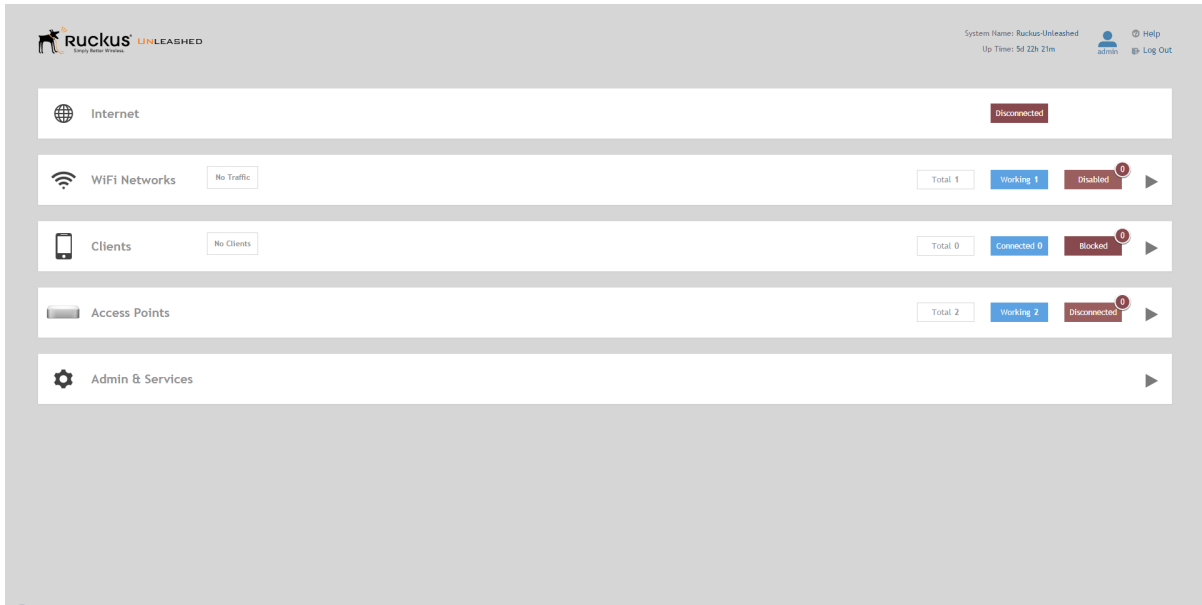 RUCKUS UNLEASHED
Simply Better Wireless.
System Name: Ruckus-Unleashed
Up Time: 5d 22h 21m
admin
Help
Log Out
Internet
Disconnected
WiFi Networks
No Traffic
Total 1
Working 1
Disabled
0
Clients
No Clients
Total 0
Connected 0
Blocked
0
Access Points
Total 2
Working 2
Disconnected
0
Admin & Services